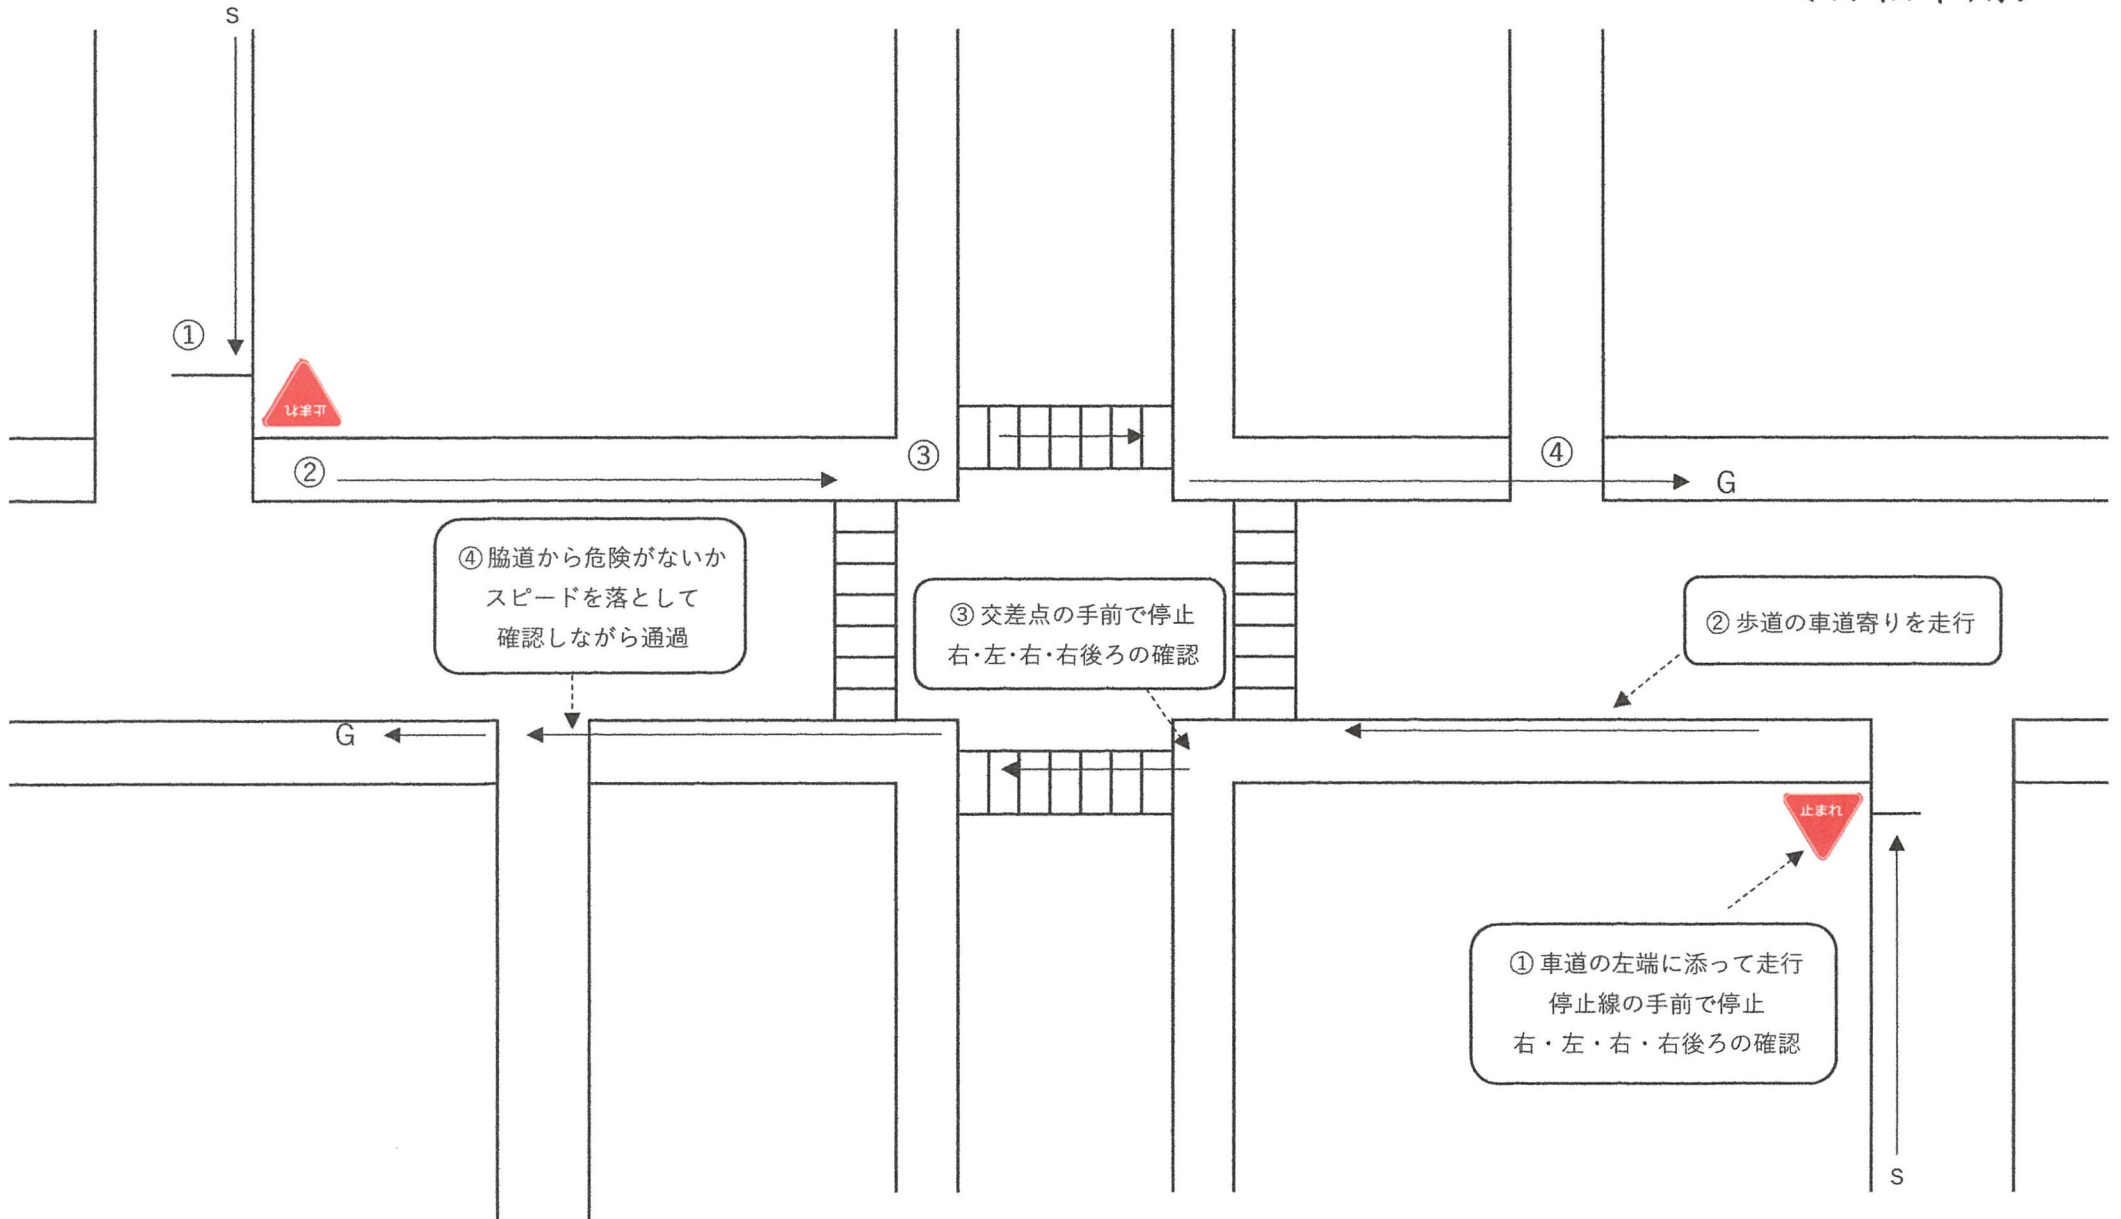 S
①
止まれ
②
③
④
G
④ 脇道から危険がないか
スピードを落として
確認しながら通過
③ 交差点の手前で停止
右・左・右・右後ろの確認
② 歩道の車道寄りを走行
G
止まれ
① 車道の左端に添って走行
停止線の手前で停止
右・左・右・右後ろの確認
S